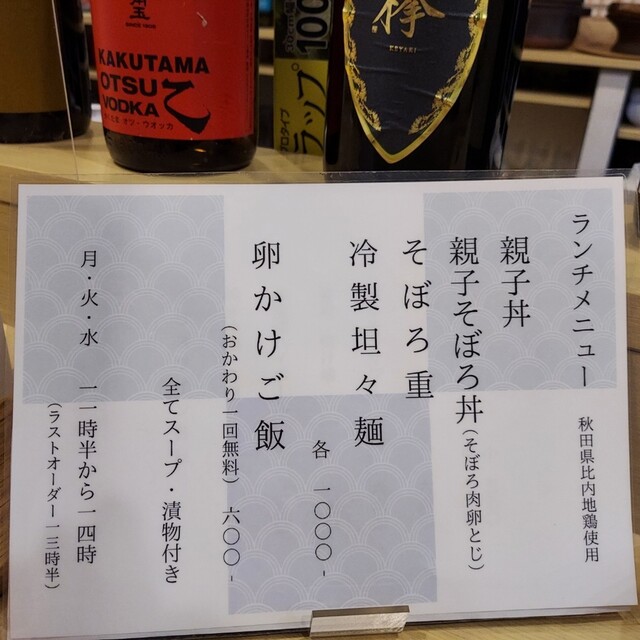 KAKUTAMA
OTSU 乙
VODKA
欅
KEYAKI
ランチメニュー 秋田県比内地鶏使用
親子丼
親子そぼろ丼(そぼろ肉卵とじ)
そぼろ重
冷製坦々麺
各 一〇〇〇-
卵かけご飯
(おかわり一回無料) 六〇〇-
全てスープ・漬物付き
月・火・水 一一時半から一四時
(ラストオーダー一三時半)